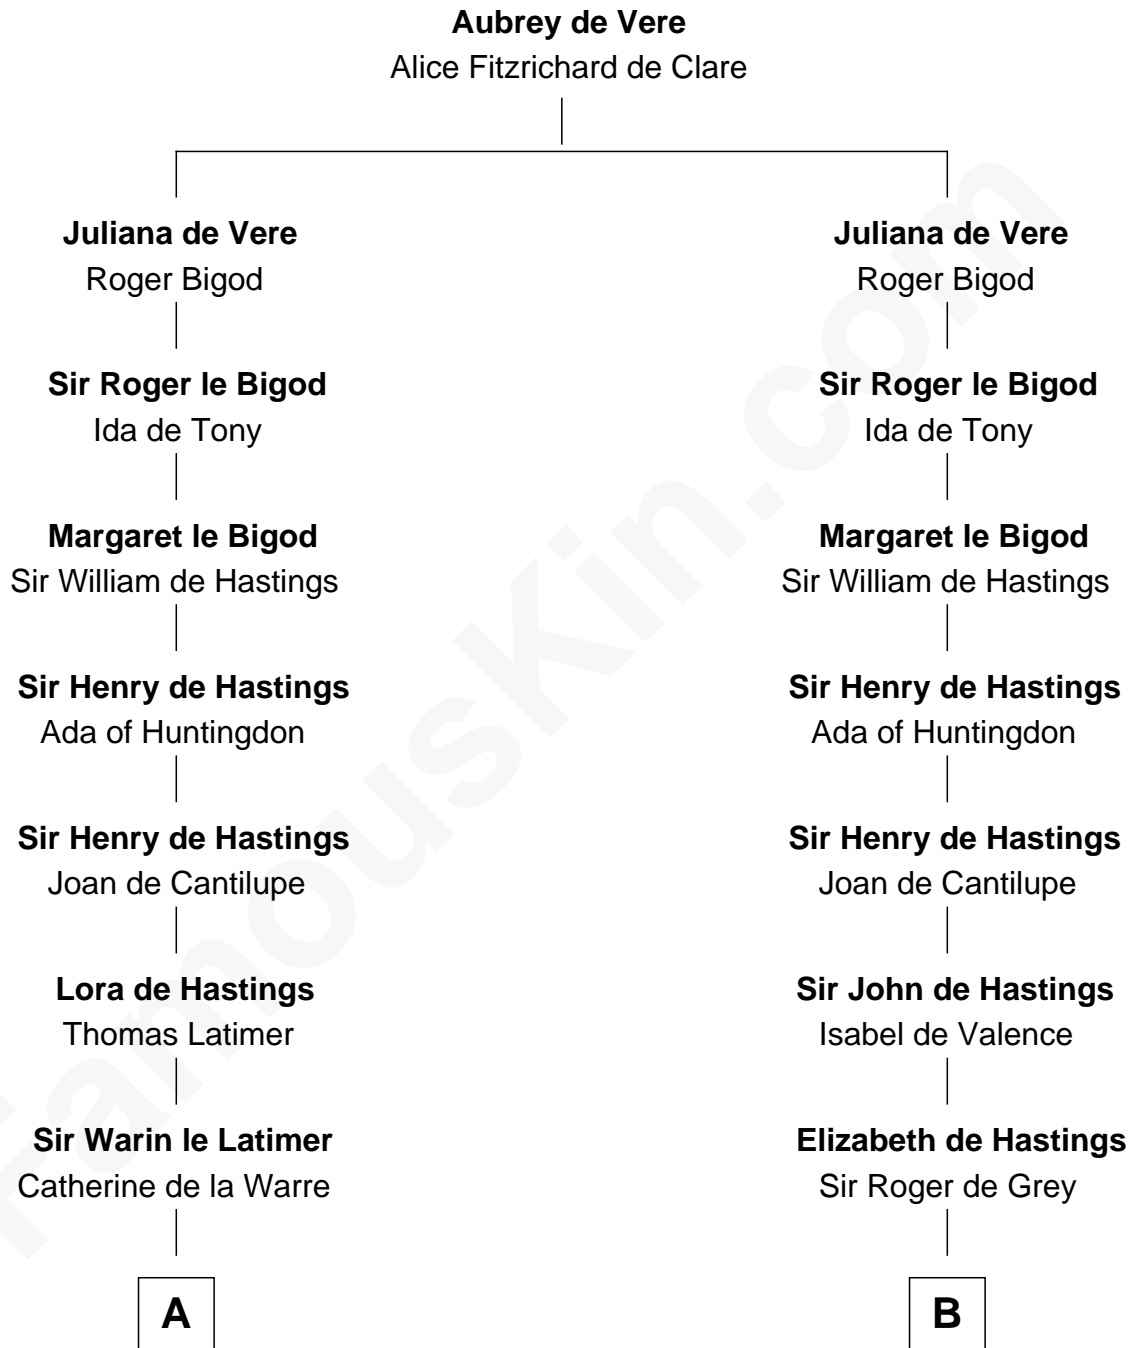 Aubrey de Vere
Alice Fitzrichard de Clare
Juliana de Vere
Roger Bigod
Juliana de Vere
Roger Bigod
Sir Roger le Bigod
Ida de Tony
Sir Roger le Bigod
Ida de Tony
Margaret le Bigod
Sir William de Hastings
Margaret le Bigod
Sir William de Hastings
Sir Henry de Hastings
Ada of Huntingdon
Sir Henry de Hastings
Ada of Huntingdon
Sir Henry de Hastings
Joan de Cantilupe
Sir Henry de Hastings
Joan de Cantilupe
Lora de Hastings
Thomas Latimer
Sir John de Hastings
Isabel de Valence
Sir Warin le Latimer
Catherine de la Warre
Elizabeth de Hastings
Sir Roger de Grey
A
B
FamousKin.com